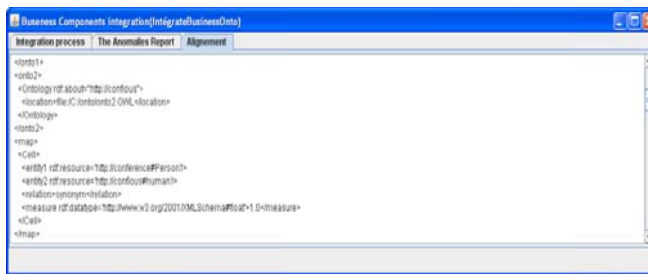 Buseness Components integration(IntégrateBusinessOnto)
Integration process The Anomalies Report Alignement
</onto1>
<onto2>
<Ontology rdf:about="http://confious">
<location>file:/C:/onto/onto2.OWL</location>
</Ontology>
</onto2>
<map>
<Cell>
<entity1 rdf:resource='http://conference#Person'/>
<entity2 rdf:resource='http://confious#human'/>
<relation>synonym</relation>
<measure rdf:datatype='http://www.w3.org/2001/XMLSchema#float'>1.0</measure>
</Cell>
</map>